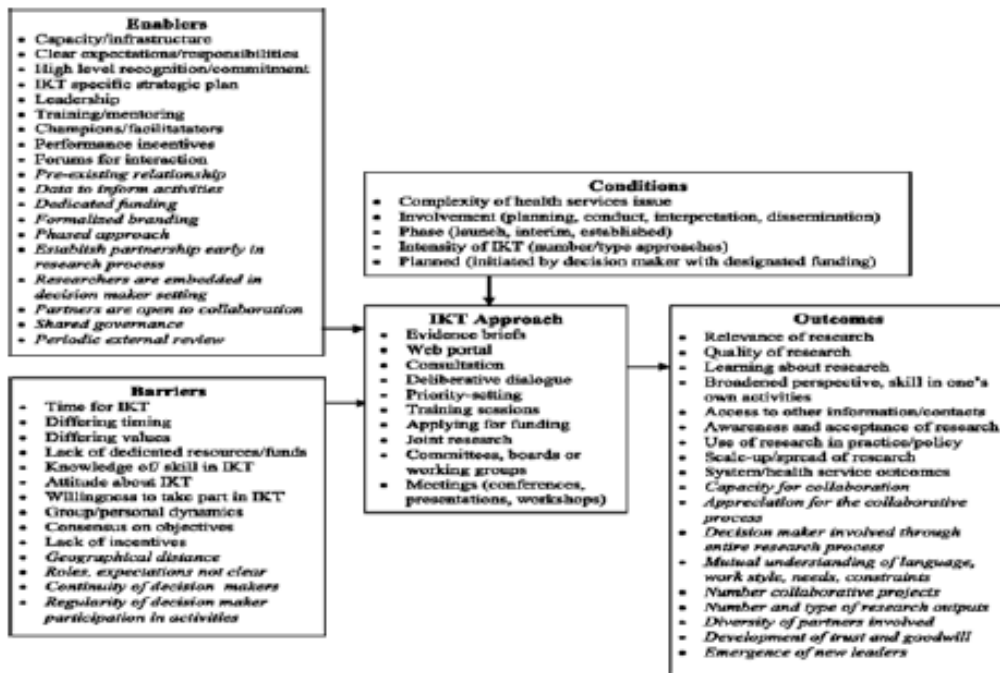 Enablers
• Capacity/infrastructure
• Clear expectations/responsibilities
• High level recognition/commitment
• IKT specific strategic plan
• Leadership
• Training/mentoring
• Champions/facilitatators
• Performance incentives
• Forums for interaction
• Pre-existing relationship
• Data to inform activities
• Dedicated funding
• Formalized branding
• Phased approach
• Establish partnership early in
research process
• Researchers are embedded in
decision maker setting
• Partners are open to collaboration
• Shared governance
• Periodic external review
Barriers
- Time for IKT
- Differing timing
- Differing values
- Lack of dedicated resources/funds
- Knowledge of/ skill in IKT
- Attitude about IKT
- Willingness to take part in IKT
- Group/personal dynamics
- Consensus on objectives
- Lack of incentives
- Geographical distance
- Roles, expectations not clear
- Continuity of decision makers
- Regularity of decision maker
participation in activities
Conditions
• Complexity of health services issue
• Involvement (planning, conduct, interpretation, dissemination)
- Phase (launch, interim, established)
- Intensity of IKT (number/type approaches)
• Planned (initiated by decision maker with designated funding)
IKT Approach
• Evidence briefs
• Web portal
• Consultation
- Deliberative dialogue
- Priority-setting
• Training sessions
• Applying for funding
• Joint research
- Committees, boards or
working groups
• Meetings (conferences,
presentations, workshops)
Outcomes
• Relevance of research
- Quality of research
- Learning about research
- Broadened perspective, skill in one's
own activities
• Access to other information/contacts
- Awareness and acceptance of research
- Use of research in practice/policy
- Scale-up/spread of research
- System/health service outcomes
- Capacity for collaboration
• Appreciation for the collaborative
process
- Decision maker involved through
entire research process
- Mutual understanding of language,
work style, needs, constraints
• Number collaborative projects
• Number and type of research outputs
- Diversity of partners involved
- Development of trust and goodwill
• Emergence of new leaders